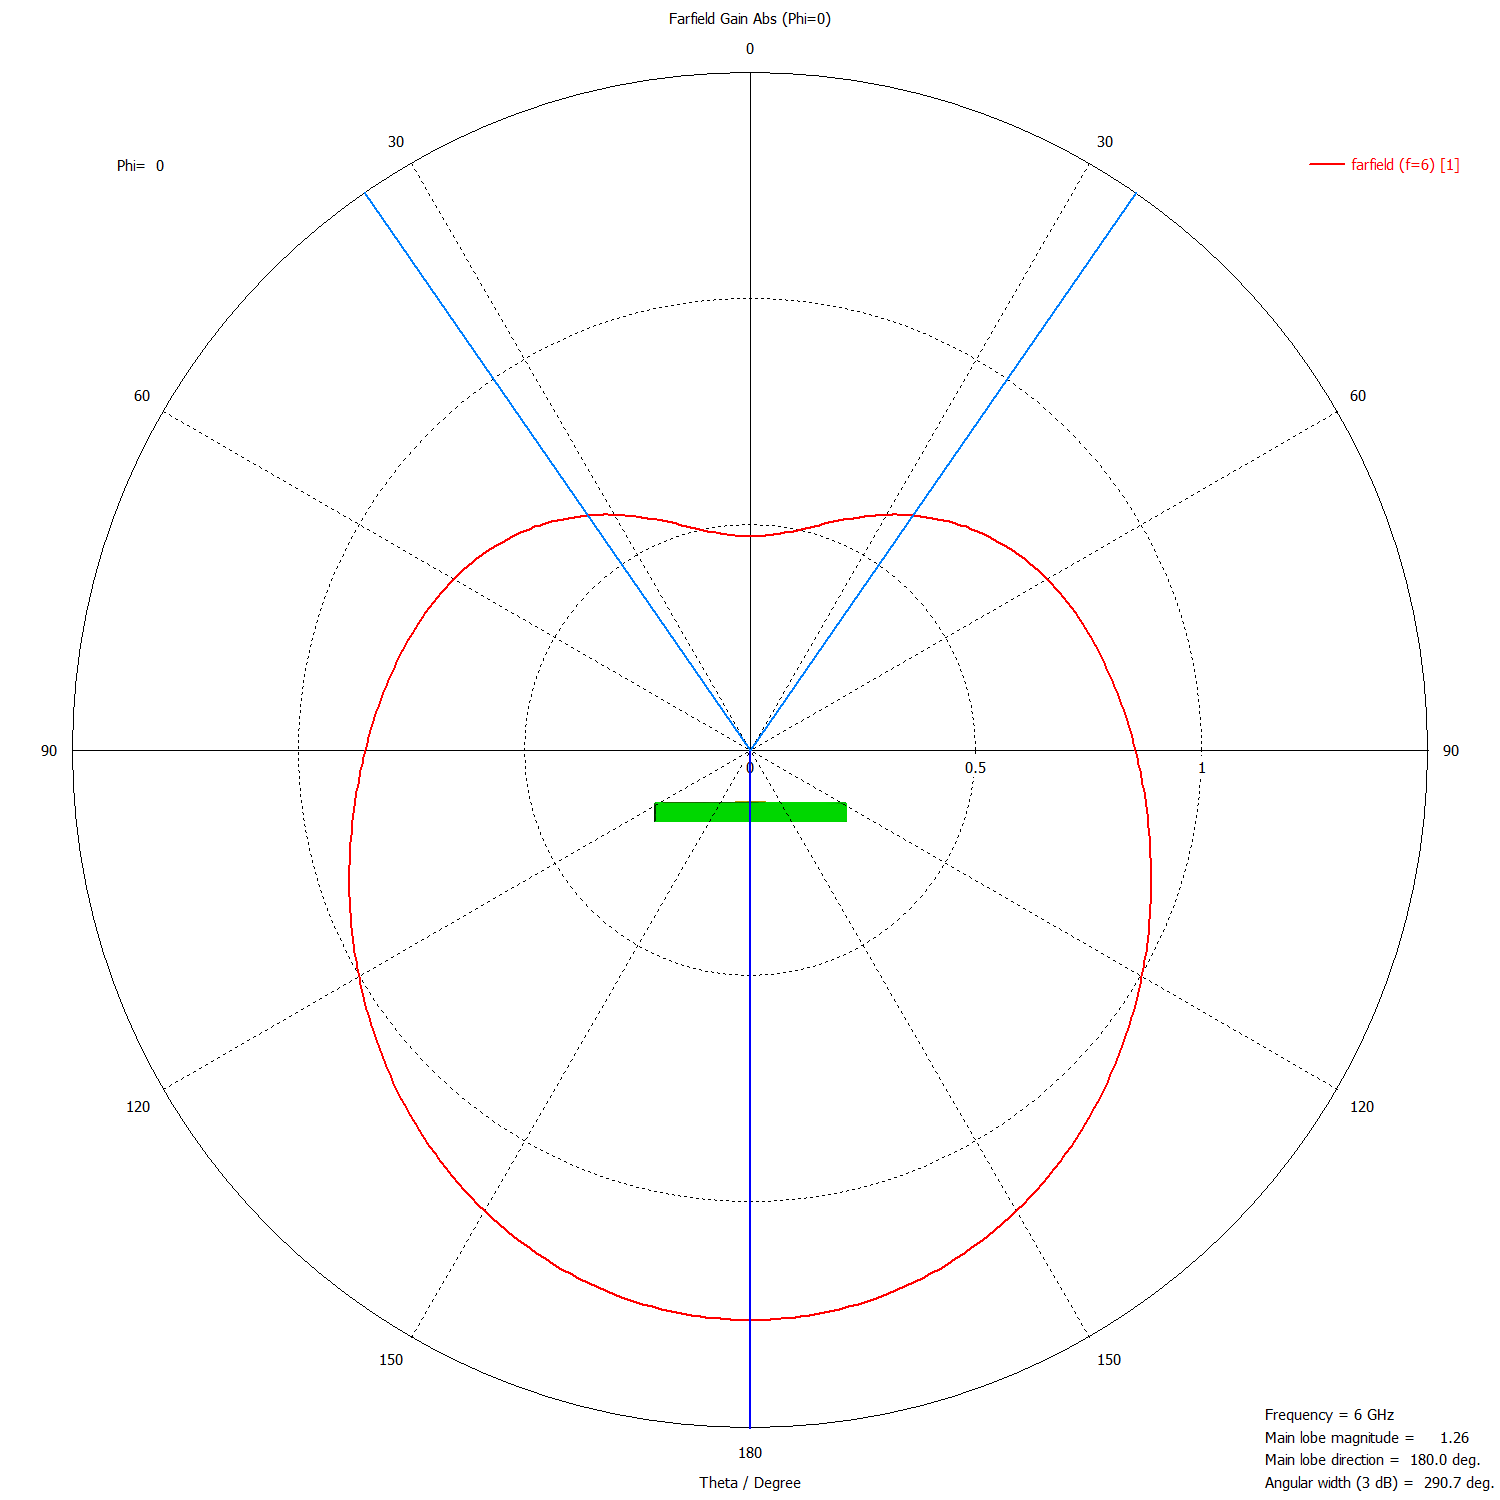 Farfield Gain Abs (Phi=0)
0
30
30
Phi= 0
farfield (f=6) [1]
60
60
90
90
0
0.5
1
120
120
150
150
180
Theta / Degree
Frequency = 6 GHz
Main lobe magnitude = 1.26
Main lobe direction = 180.0 deg.
Angular width (3 dB) = 290.7 deg.